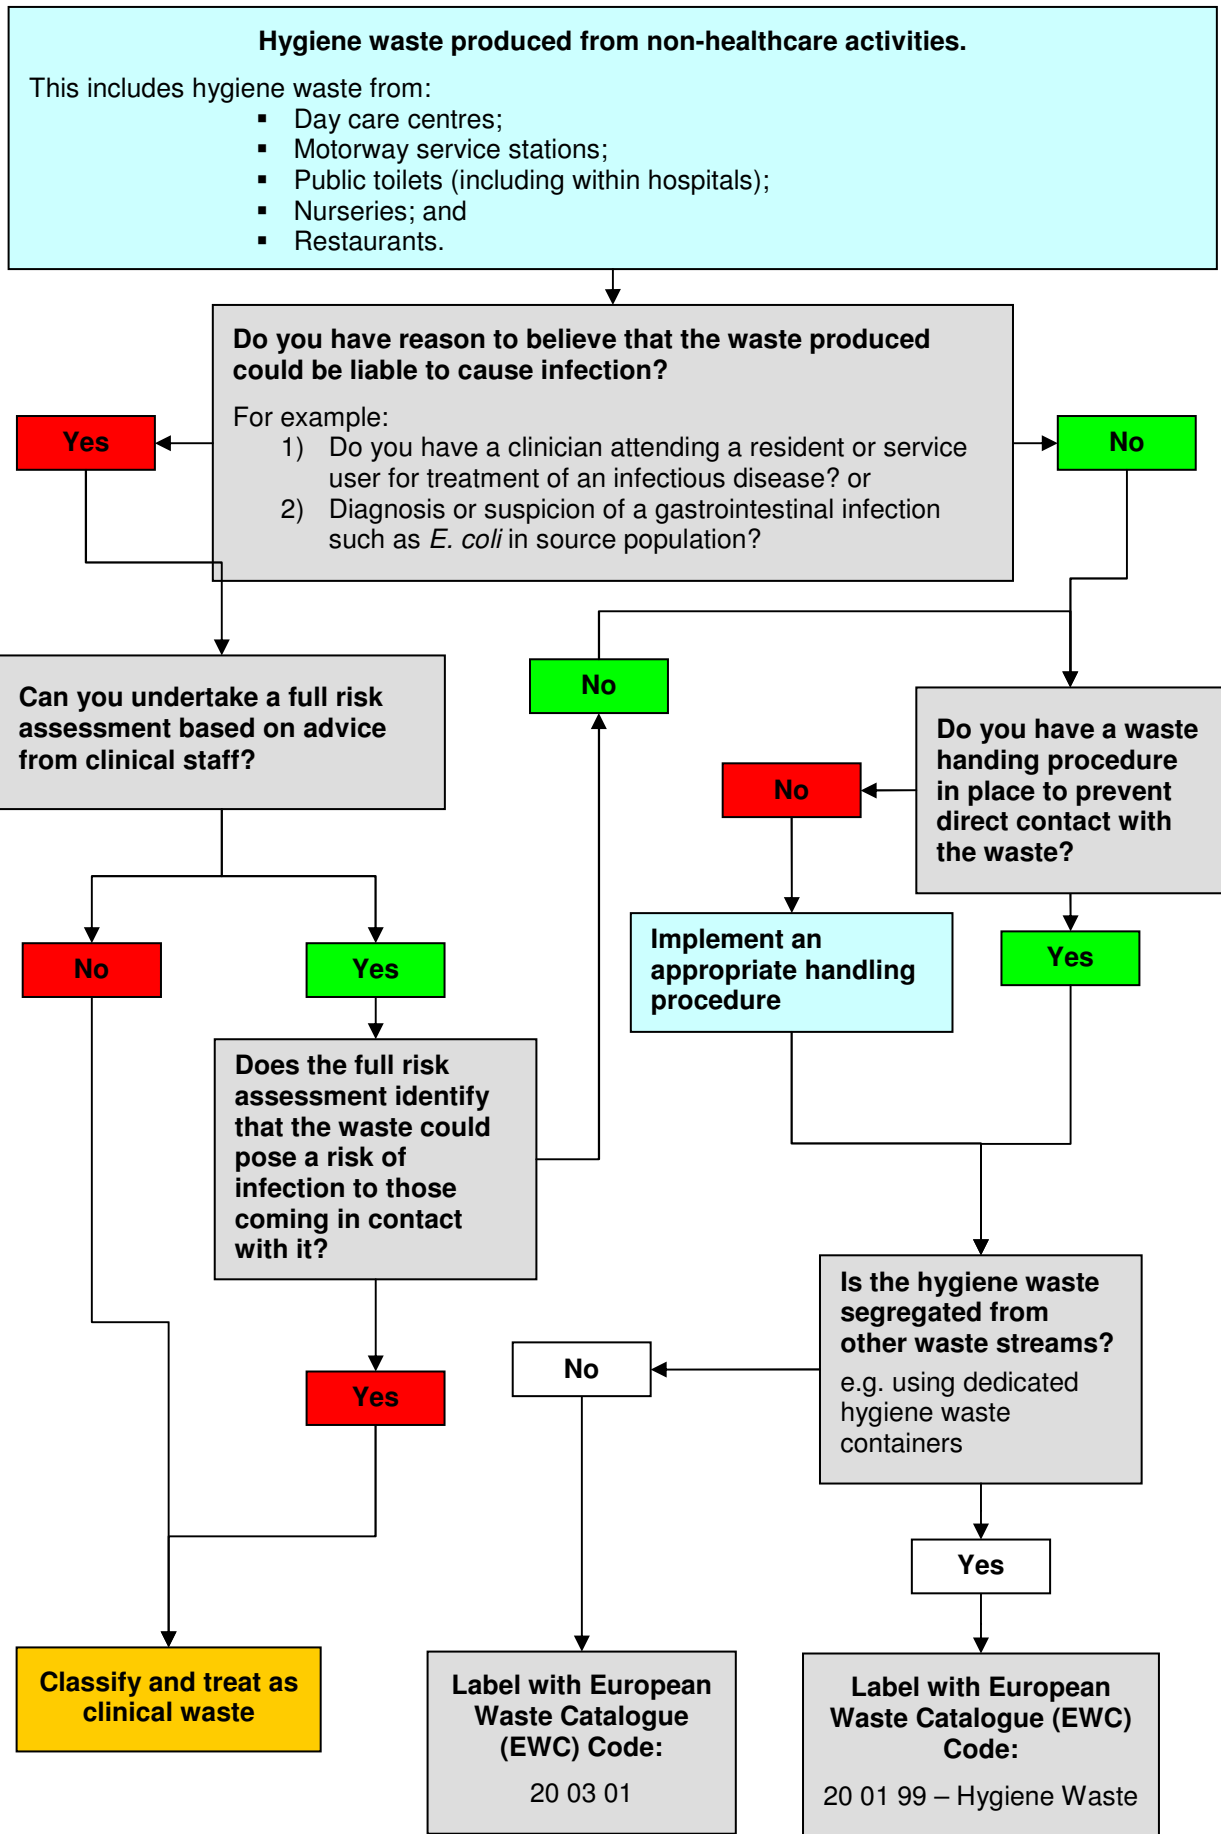 Hygiene waste produced from non-healthcare activities.
This includes hygiene waste from:
▪ Day care centres;
▪ Motorway service stations;
▪ Public toilets (including within hospitals);
▪ Nurseries; and
▪ Restaurants.
Do you have reason to believe that the waste produced
could be liable to cause infection?
For example:
1) Do you have a clinician attending a resident or service
user for treatment of an infectious disease? or
2) Diagnosis or suspicion of a gastrointestinal infection
such as E. coli in source population?
Yes
No
Can you undertake a full risk
assessment based on advice
from clinical staff?
No
Do you have a waste
handing procedure
in place to prevent
direct contact with
the waste?
No
No
Yes
Implement an
appropriate handling
procedure
Yes
Does the full risk
assessment identify
that the waste could
pose a risk of
infection to those
coming in contact
with it?
Is the hygiene waste
segregated from
other waste streams?
e.g. using dedicated
hygiene waste
containers
No
Yes
Yes
Classify and treat as
clinical waste
Label with European
Waste Catalogue
(EWC) Code:
20 03 01
Label with European
Waste Catalogue (EWC)
Code:
20 01 99 – Hygiene Waste